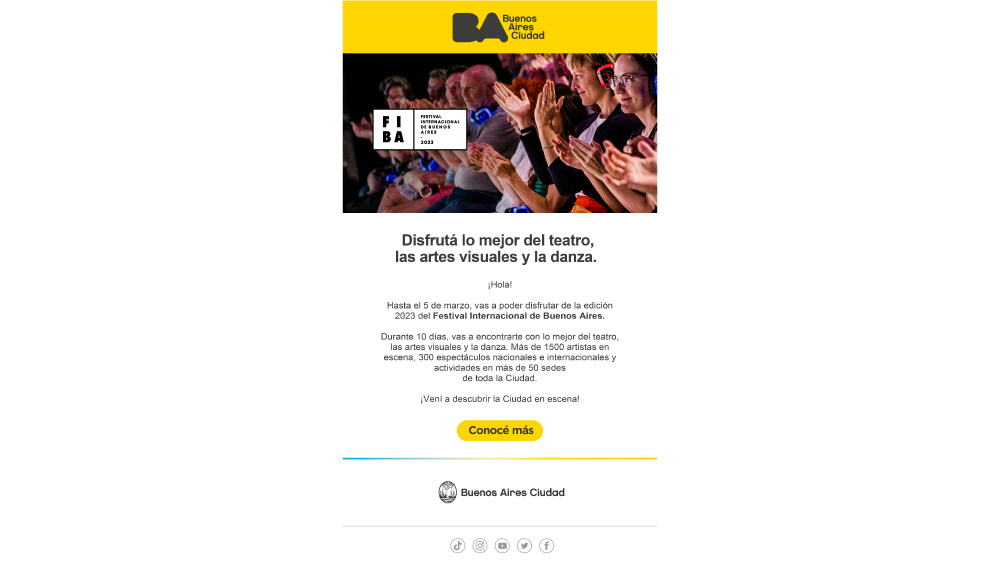 BA Buenos
Aires
Ciudad
FI
BA
FESTIVAL
INTERNACIONAL
DE BUENOS
AIRES
-
2023
Disfrutá lo mejor del teatro,
las artes visuales y la danza.
¡Hola!
Hasta el 5 de marzo, vas a poder disfrutar de la edición
2023 del Festival Internacional de Buenos Aires.
Durante 10 días, vas a encontrarte con lo mejor del teatro,
las artes visuales y la danza. Más de 1500 artistas en
escena, 300 espectáculos nacionales e internacionales y
actividades en más de 50 sedes
de toda la Ciudad.
¡Vení a descubrir la Ciudad en escena!
Conocé más
Buenos Aires Ciudad